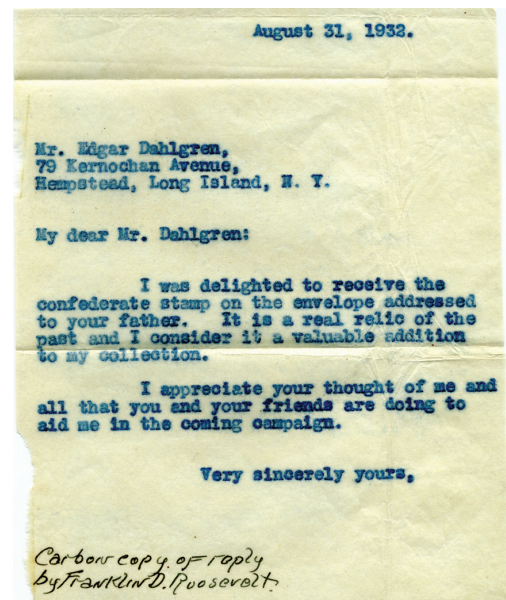 August 31, 1932.
Mr. Edgar Dahlgren,
79 Kernochan Avenue,
Hempstead, Long Island, N. Y.
My dear Mr. Dahlgren:
I was delighted to receive the
confederate stamp on the envelope addressed
to your father. It is a real relic of the
past and I consider it a valuable addition
to my collection.
I appreciate your thought of me and
all that you and your friends are doing to
aid me in the coming campaign.
Very sincerely yours,
Carbon copy of reply
by Franklin D. Roosevelt.